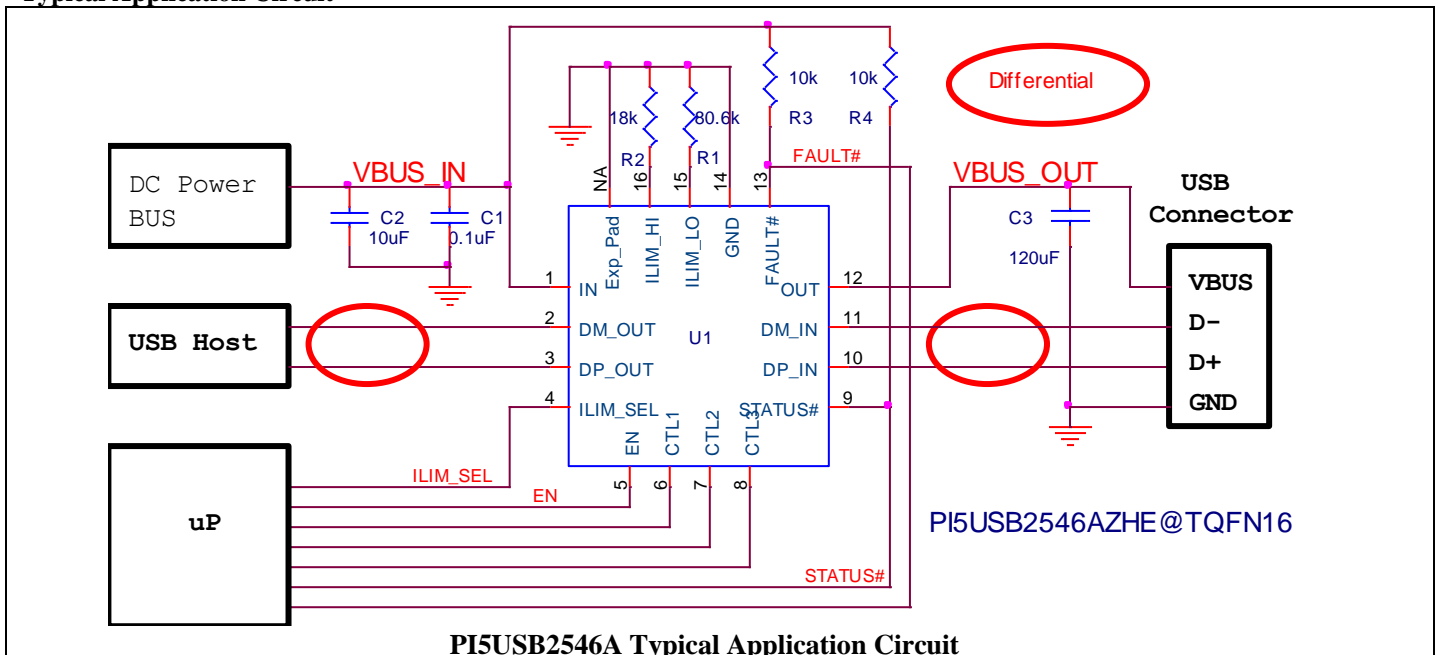 Typical Application Circuit
Differential
10k
10k
R3
R4
18k
80.6k
R2
R1
FAULT#
VBUS_IN
VBUS_OUT
DC Power
BUS
C2
10uF
C1
0.1uF
NA
16
15
14
13
Exp_Pad
ILIM_HI
ILIM_LO
GND
FAULT#
C3
120uF
USB
Connector
1
IN
OUT
12
VBUS
USB Host
2
DM_OUT
U1
DM_IN
11
D-
3
DP_OUT
DP_IN
10
D+
4
ILIM_SEL
STATUS#
9
GND
EN
CTL1
CTL2
CTL3
5
6
7
8
ILIM_SEL
EN
uP
STATUS#
PI5USB2546AZHE@TQFN16
PI5USB2546A Typical Application Circuit